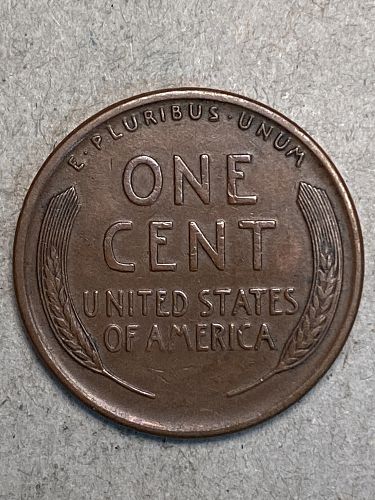 E·PLURIBUS·UNUM
ONE
CENT
UNITED STATES
OF AMERICA